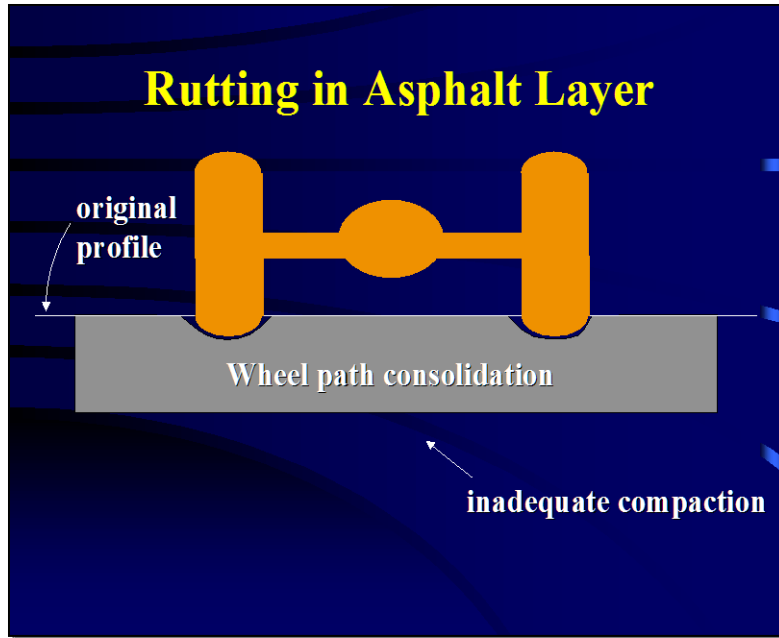 Rutting in Asphalt Layer
original
profile
Wheel path consolidation
inadequate compaction